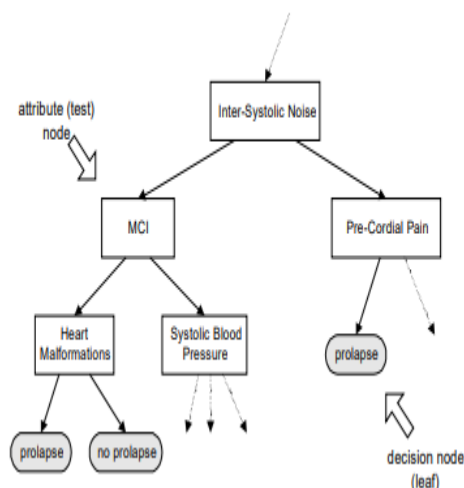 Inter-Systolic Noise
attribute (test)
node
MCI
Pre-Cordial Pain
Heart
Malformations
Systolic Blood
Pressure
prolapse
prolapse
no prolapse
decision node
(leaf)